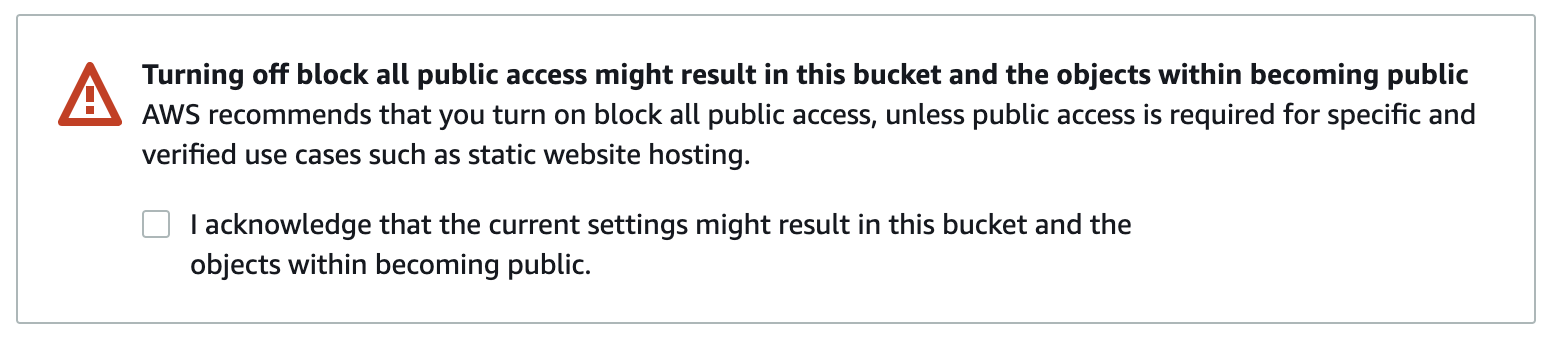 Turning off block all public access might result in this bucket and the objects within becoming public
AWS recommends that you turn on block all public access, unless public access is required for specific and
verified use cases such as static website hosting.
I acknowledge that the current settings might result in this bucket and the
objects within becoming public.